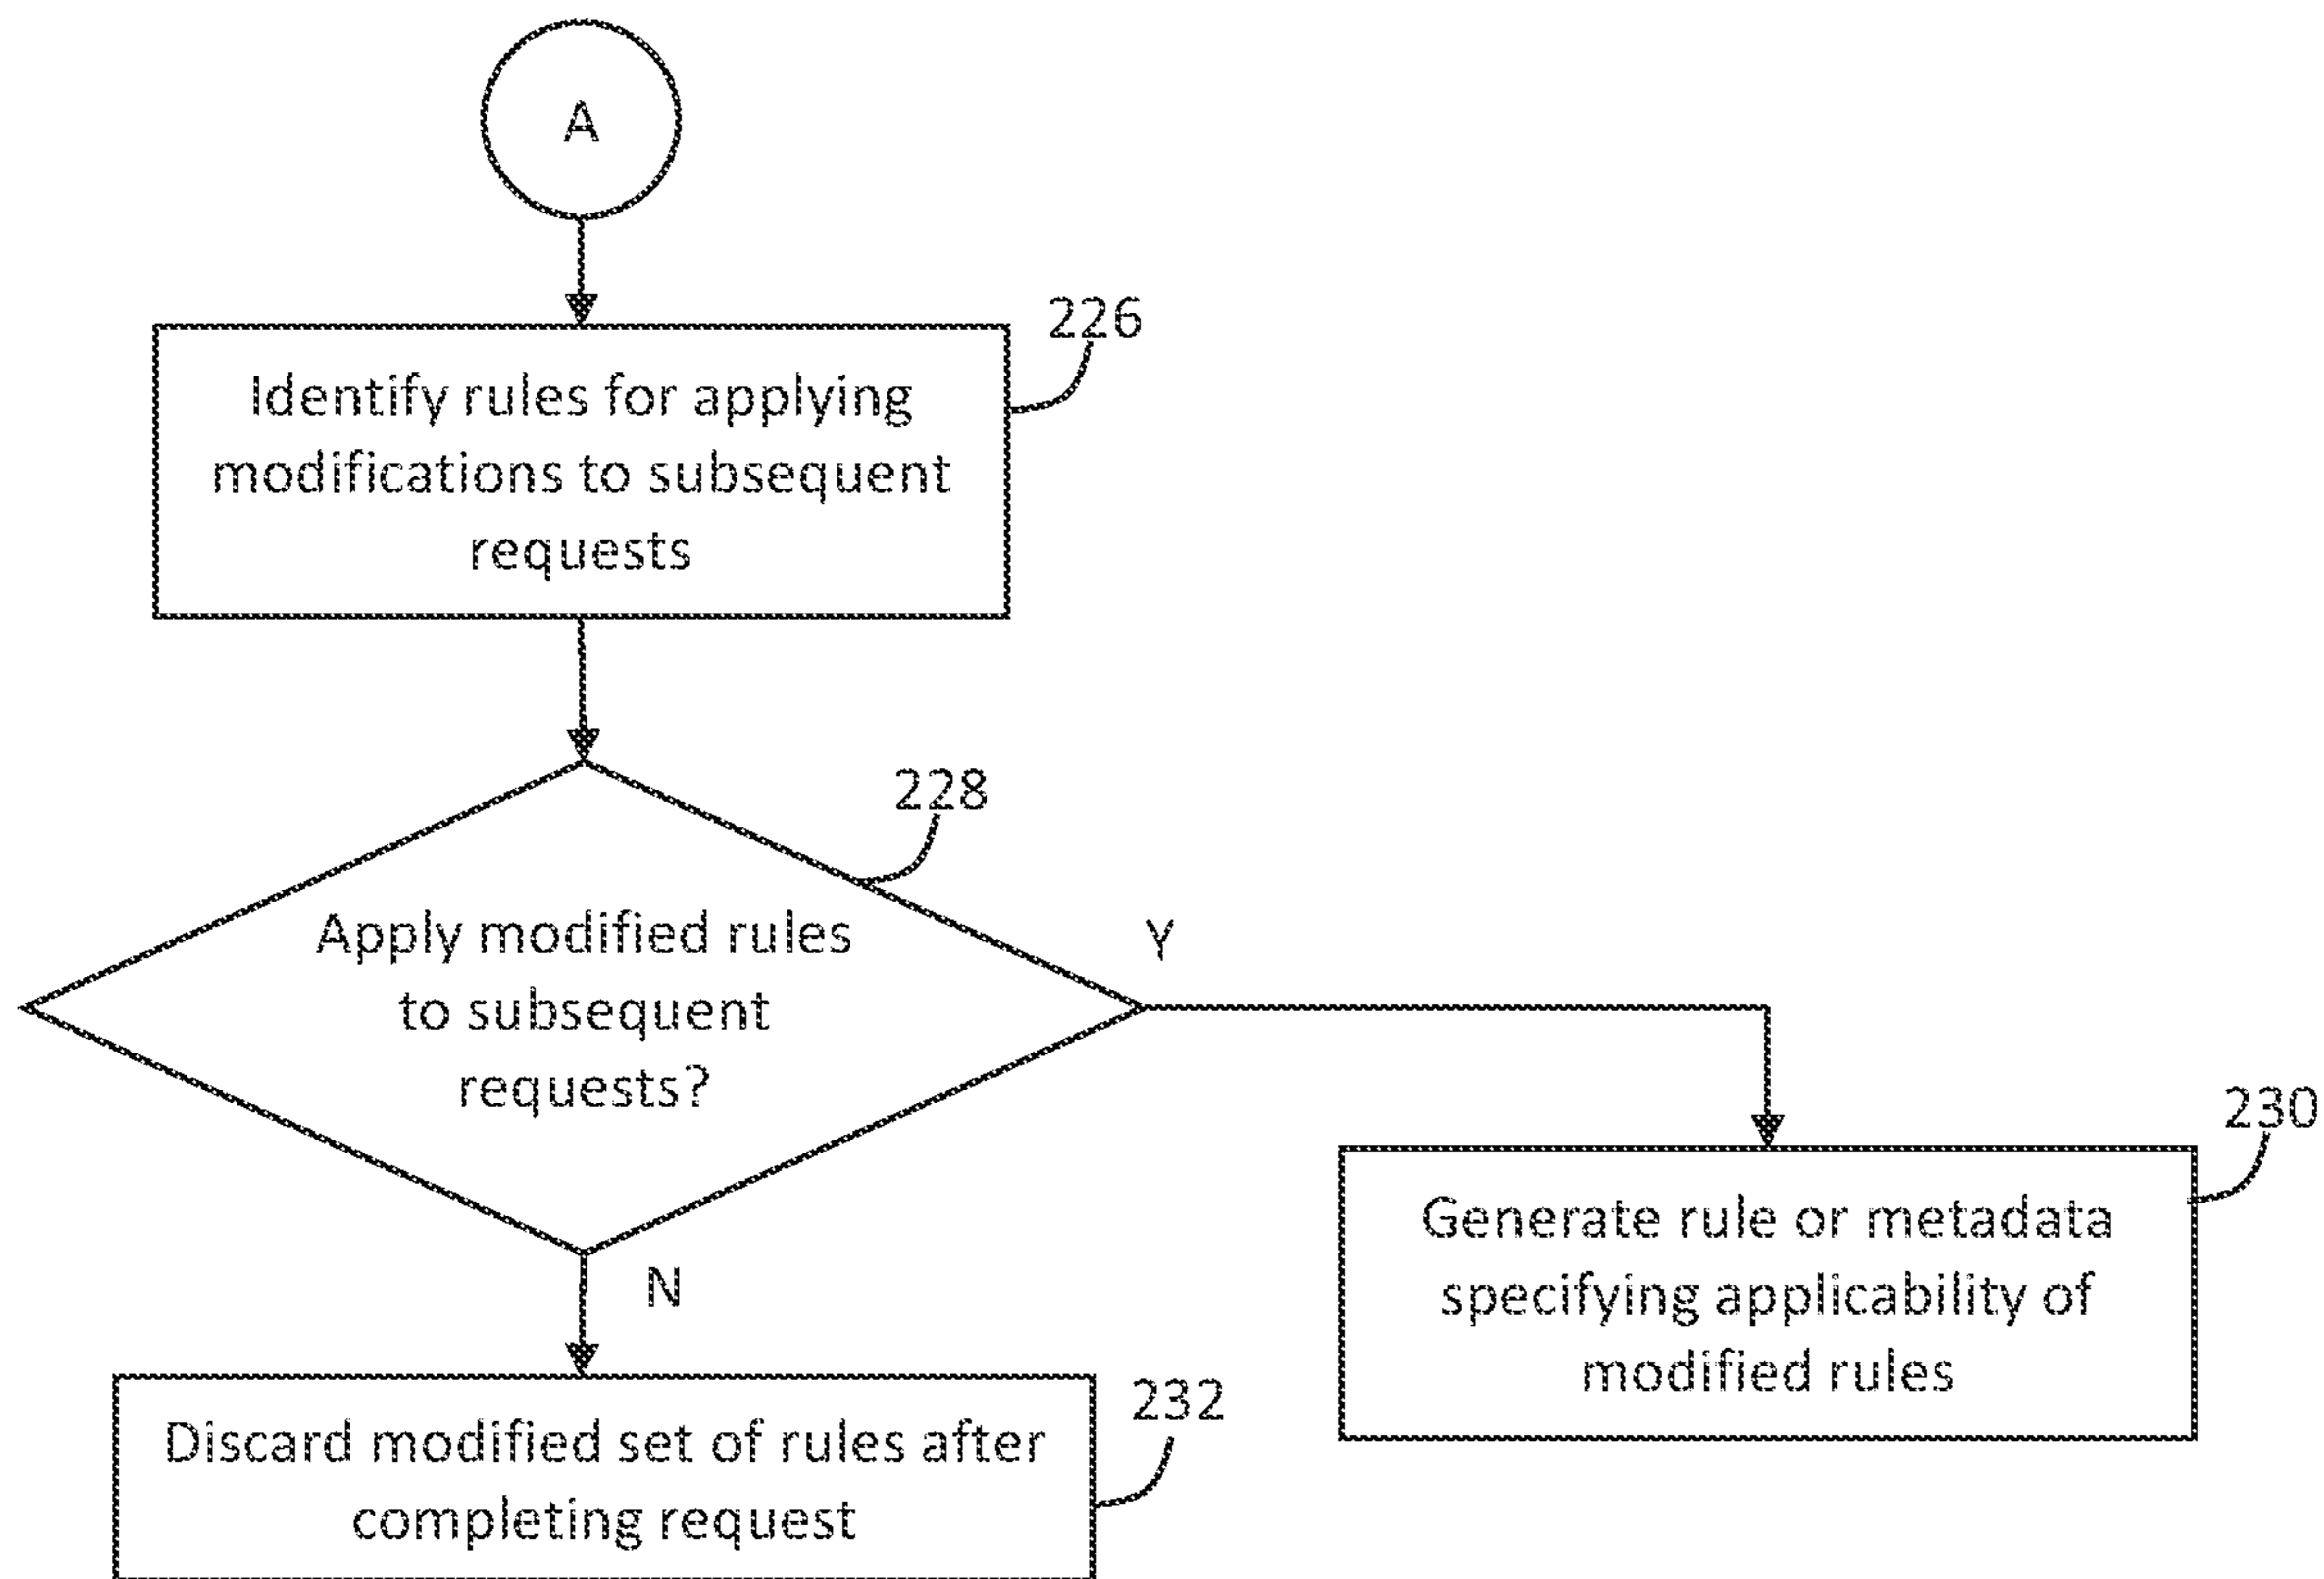 A
226
Identify rules for applying
modifications to subsequent
requests
228
Apply modified rules
to subsequent
requests?
Y
N
230
Generate rule or metadata
specifying applicability of
modified rules
232
Discard modified set of rules after
completing request